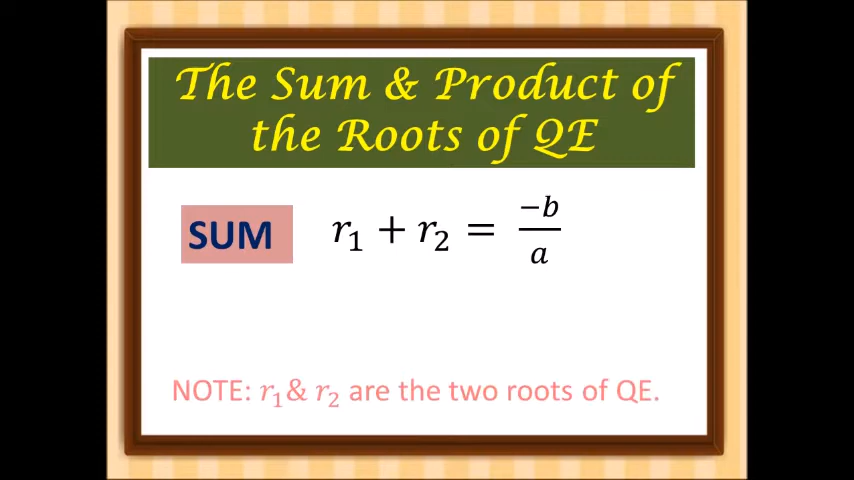 The Sum & Product of
the Roots of QE
SUM r₁ + r₂ = −b/a
NOTE: r₁& r₂ are the two roots of QE.